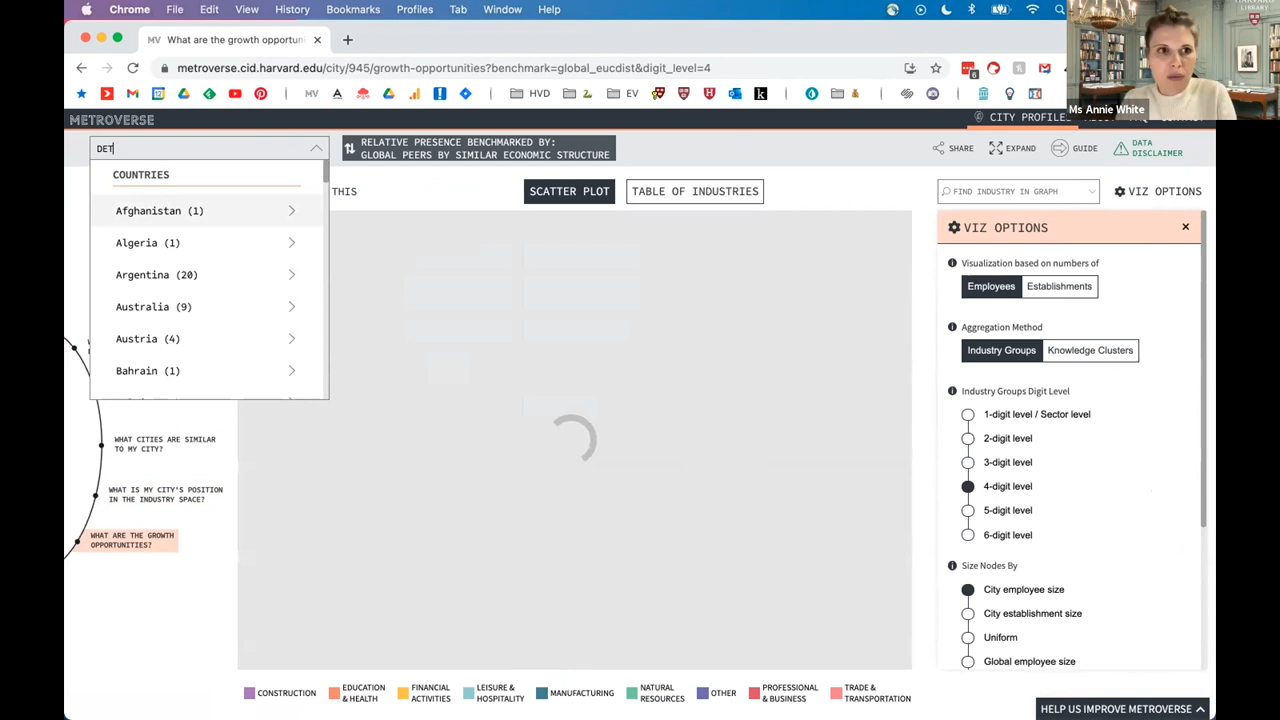 Chrome File Edit View History Bookmarks Profiles Tab Window Help
MV What are the growth opportuni
metroverse.cid.harvard.edu/city/945/growth-opportunities?benchmark=global_eucdist&digit_level=4
HVD EV
LIBRARY
Ms Annie White
METROVERSE
CITY PROFILES
DET
COUNTRIES
Afghanistan (1)
Algeria (1)
Argentina (20)
Australia (9)
Austria (4)
Bahrain (1)
RELATIVE PRESENCE BENCHMARKED BY:
GLOBAL PEERS BY SIMILAR ECONOMIC STRUCTURE
SHARE EXPAND GUIDE DATA
DISCLAIMER
THIS
SCATTER PLOT TABLE OF INDUSTRIES
FIND INDUSTRY IN GRAPH VIZ OPTIONS
WHAT CITIES ARE SIMILAR
TO MY CITY?
WHAT IS MY CITY'S POSITION
IN THE INDUSTRY SPACE?
WHAT ARE THE GROWTH
OPPORTUNITIES?
VIZ OPTIONS
Visualization based on numbers of
Employees Establishments
Aggregation Method
Industry Groups Knowledge Clusters
Industry Groups Digit Level
1-digit level / Sector level
2-digit level
3-digit level
4-digit level
5-digit level
6-digit level
Size Nodes By
City employee size
City establishment size
Uniform
Global employee size
CONSTRUCTION
EDUCATION
& HEALTH
FINANCIAL
ACTIVITIES
LEISURE &
HOSPITALITY
MANUFACTURING
NATURAL
RESOURCES
OTHER
PROFESSIONAL
& BUSINESS
TRADE &
TRANSPORTATION
HELP US IMPROVE METROVERSE